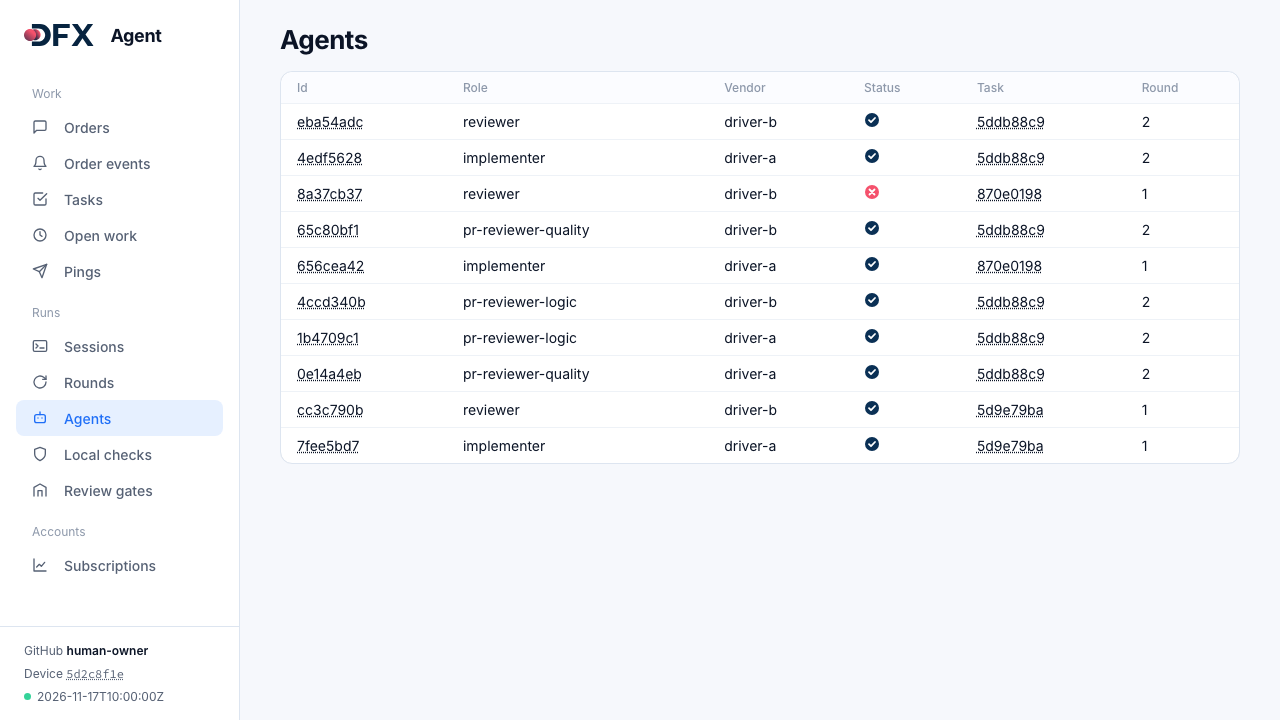 DFX Agent
Work
Orders
Order events
Tasks
Open work
Pings
Runs
Sessions
Rounds
Agents
Local checks
Review gates
Accounts
Subscriptions
GitHub human-owner
Device 5d2c8f1e
2026-11-17T10:00:00Z
Agents
Id Role Vendor Status Task Round
eba54adc reviewer driver-b 5ddb88c9 2
4edf5628 implementer driver-a 5ddb88c9 2
8a37cb37 reviewer driver-b 870e0198 1
65c80bf1 pr-reviewer-quality driver-b 5ddb88c9 2
656cea42 implementer driver-a 870e0198 1
4ccd340b pr-reviewer-logic driver-b 5ddb88c9 2
1b4709c1 pr-reviewer-logic driver-a 5ddb88c9 2
0e14a4eb pr-reviewer-quality driver-a 5ddb88c9 2
cc3c790b reviewer driver-b 5d9e79ba 1
7fee5bd7 implementer driver-a 5d9e79ba 1